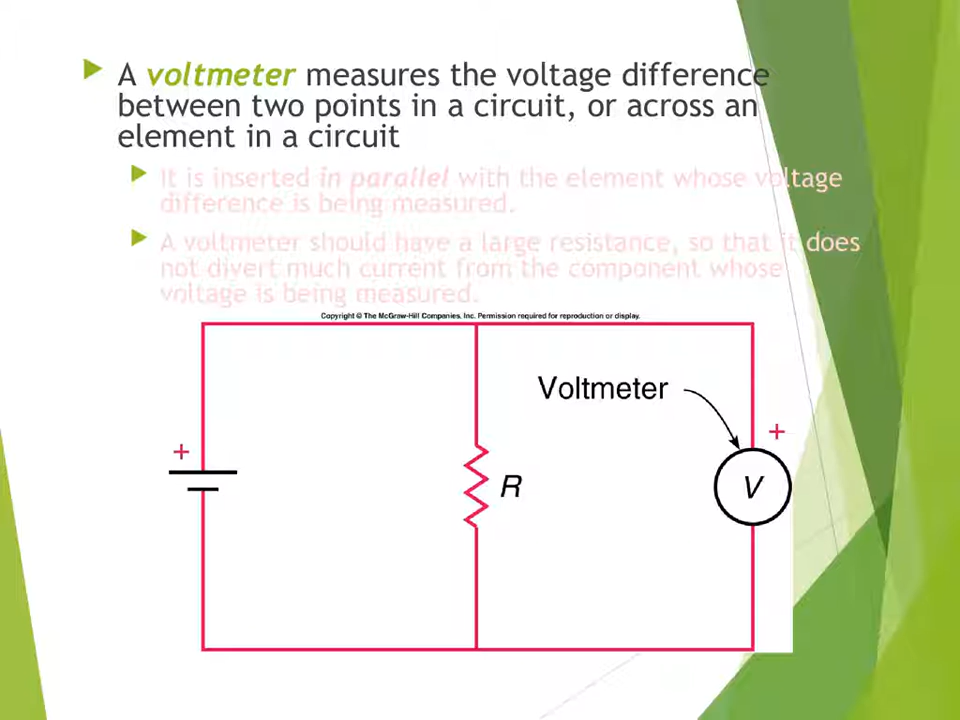 A voltmeter measures the voltage difference
between two points in a circuit, or across an
element in a circuit
It is inserted in parallel with the element whose voltage
difference is being measured.
A voltmeter should have a large resistance, so that it does
not divert much current from the component whose
voltage is being measured.
Copyright © The McGraw-Hill Companies, Inc. Permission required for reproduction or display.
Voltmeter
+
+
R
V